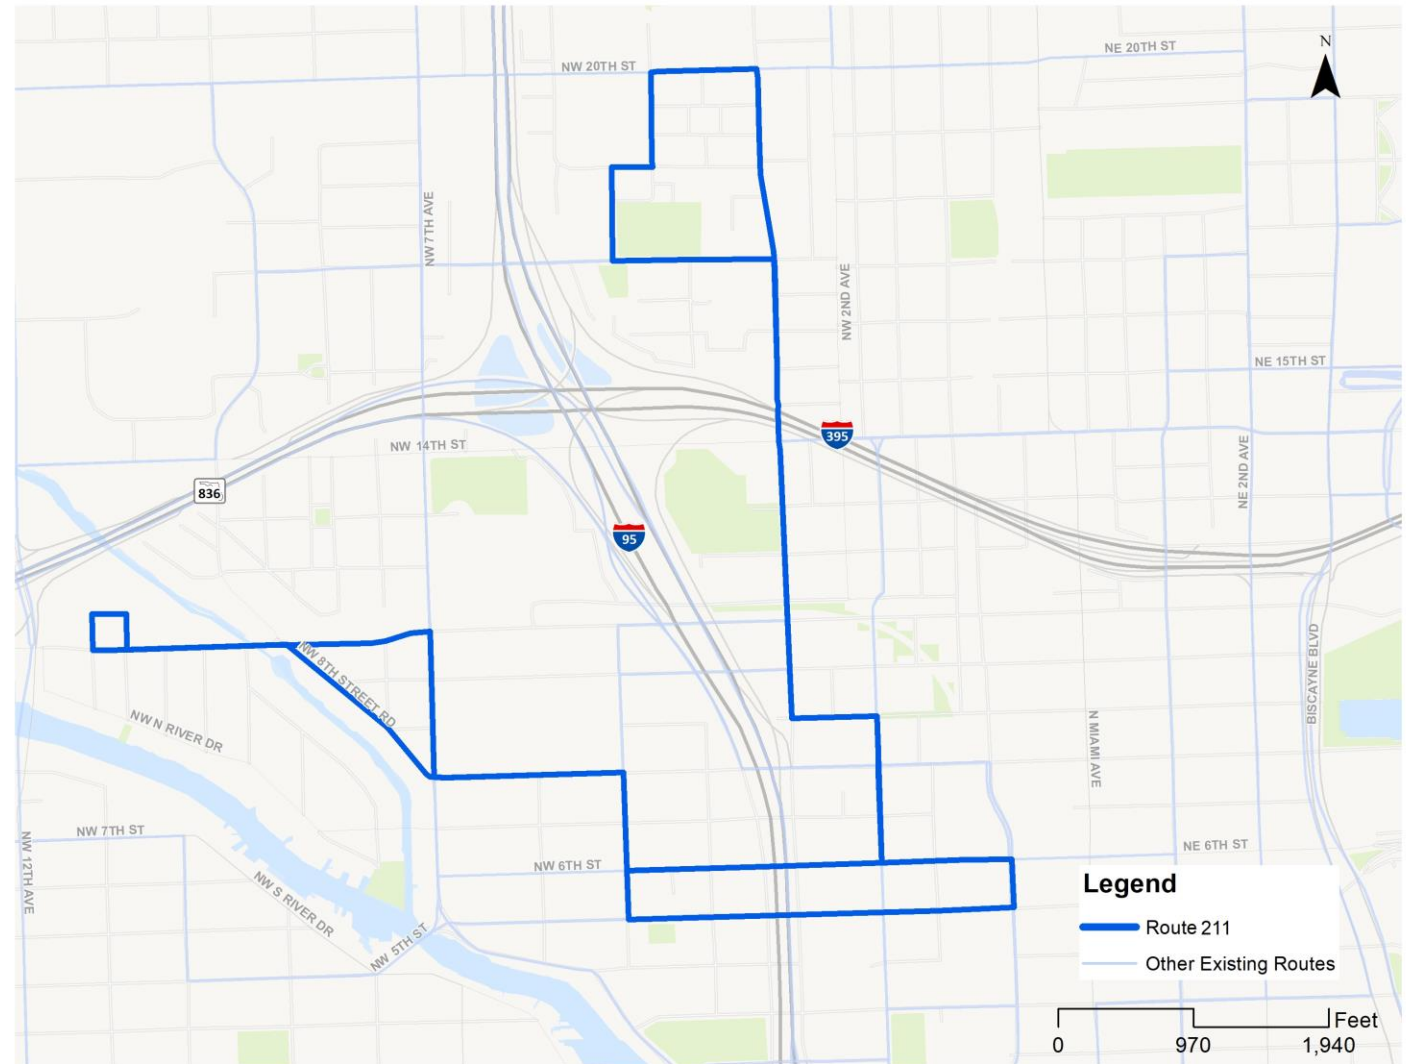 NE 20TH ST
N
NW 20TH ST
NW 7TH AVE
NW 2ND AVE
NE 15TH ST
395
NW 14TH ST
NE 2ND AVE
836
95
NW 8TH STREET RD
BISCAYNE BLVD
NW N RIVER DR
N MIAMI AVE
NW 7TH ST
NE 6TH ST
NW 12TH AVE
NW 6TH ST
NW S RIVER DR
NW 5TH ST
Legend
Route 211
Other Existing Routes
Feet
0 970 1,940